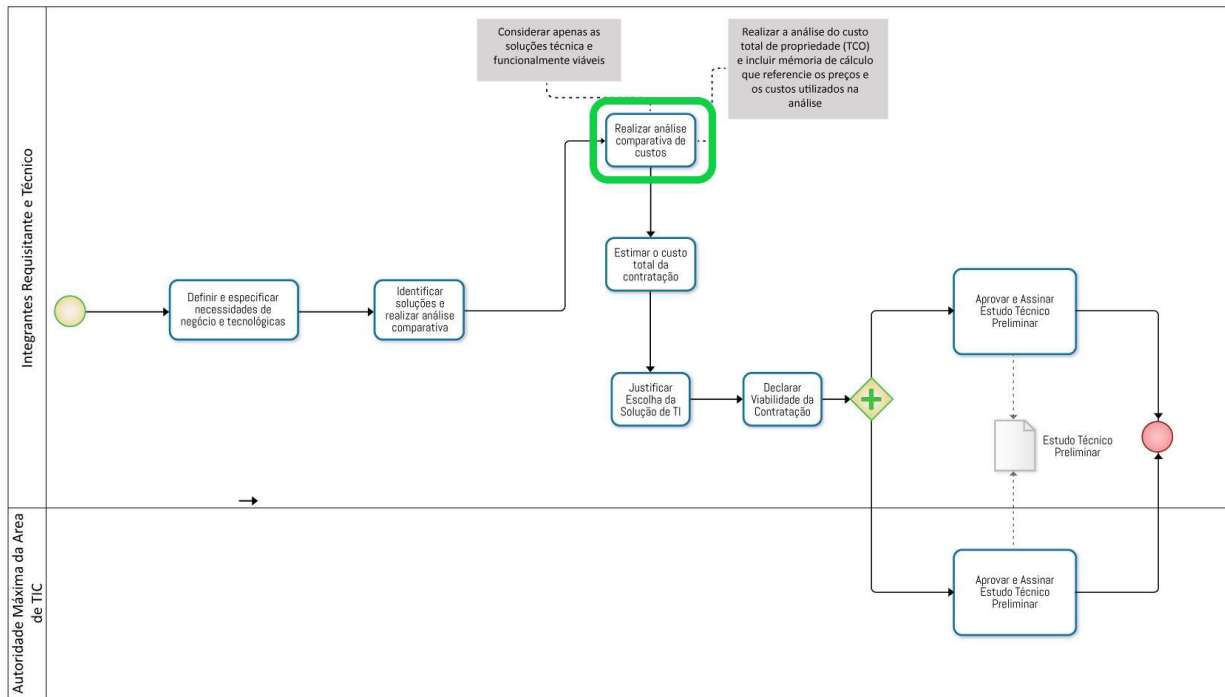 Integrantes Requisitante e Técnico
Considerar apenas as
soluções técnica e
funcionalmente viáveis
Realizar a análise do custo
total de propriedade (TCO)
e incluir mémoria de cálculo
que referencie os preços e
os custos utilizados na
análise
Realizar análise
comparativa de
custos
Estimar o custo
total da
contratação
Definir e especificar
necessidades de
negócio e tecnológicas
Identificar
soluções e
realizar análise
comparativa
Justificar
Escolha da
Solução de TI
Declarar
Viabilidade da
Contratação
Aprovar e Assinar
Estudo Técnico
Preliminar
Estudo Técnico
Preliminar
Autoridade Máxima da Area
de TIC
Aprovar e Assinar
Estudo Técnico
Preliminar